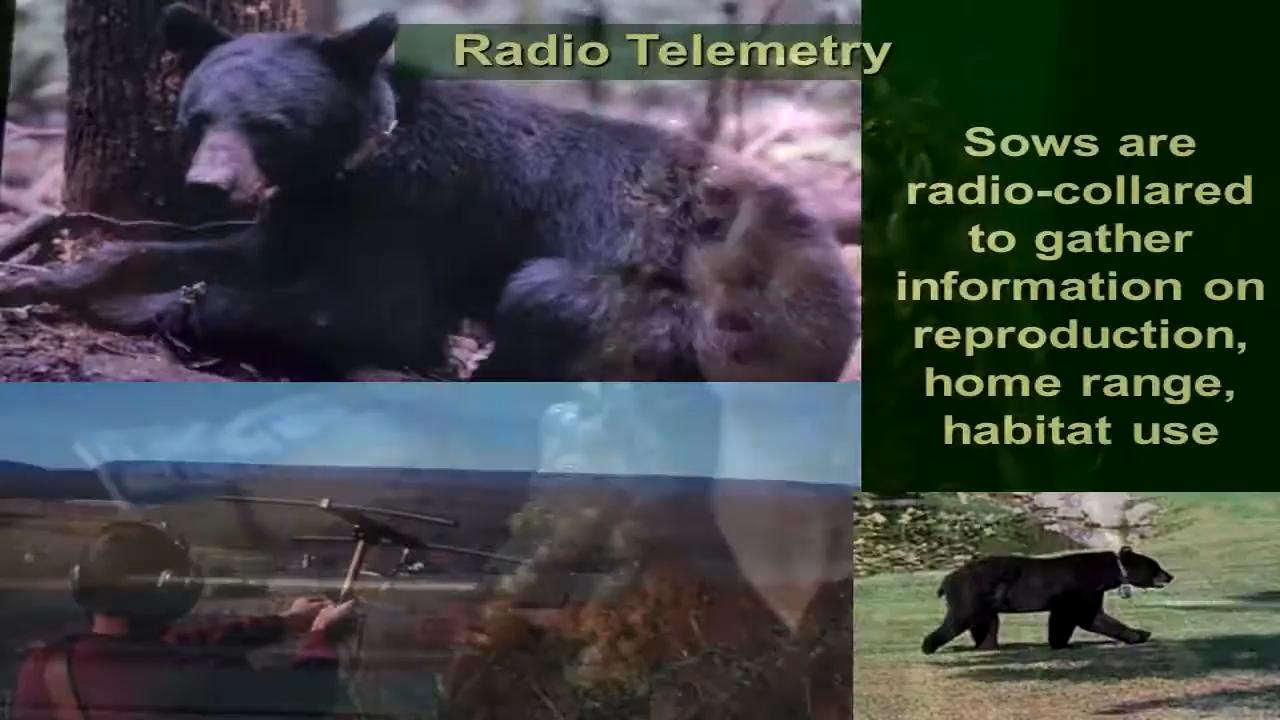 Radio Telemetry
Sows are
radio-collared
to gather
information on
reproduction,
home range,
habitat use